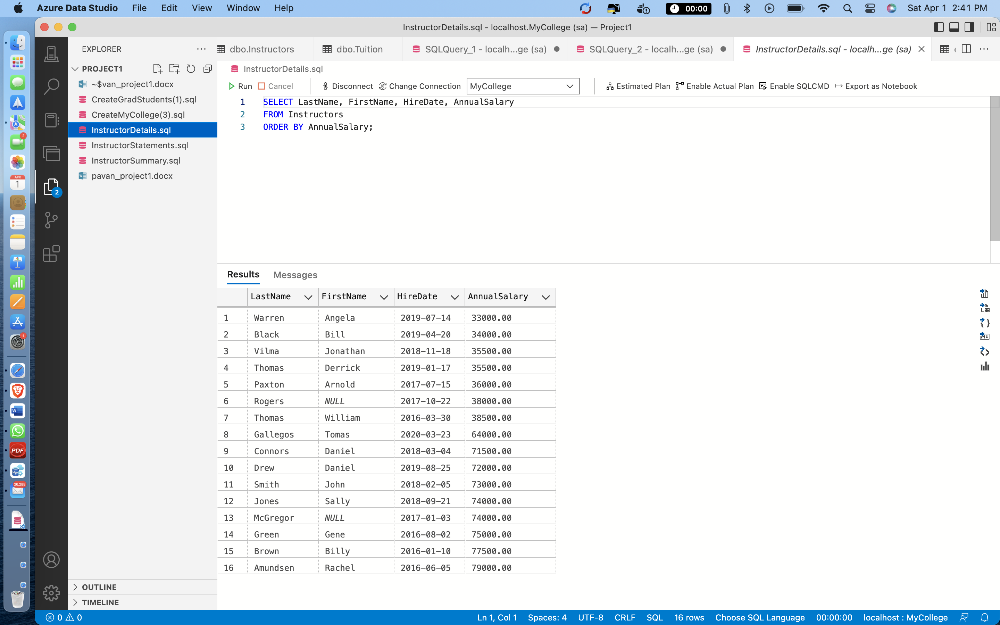 Azure Data Studio File Edit View Window Help 00:00 Sat Apr 1 2:41 PM
InstructorDetails.sql - localhost.MyCollege (sa) — Project1
EXPLORER
dbo.Instructors dbo.Tuition SQLQuery_1 - localh...ge (sa) SQLQuery_2 - localh...ge (sa) InstructorDetails.sql - localh...ge (sa)
PROJECT1
~$van_project1.docx
CreateGradStudents(1).sql
CreateMyCollege(3).sql
InstructorDetails.sql
InstructorStatements.sql
InstructorSummary.sql
pavan_project1.docx
OUTLINE
TIMELINE
InstructorDetails.sql
Run Cancel Disconnect Change Connection MyCollege Estimated Plan Enable Actual Plan Enable SQLCMD Export as Notebook
1 SELECT LastName, FirstName, HireDate, AnnualSalary
2 FROM Instructors
3 ORDER BY AnnualSalary;
Results Messages
LastName FirstName HireDate AnnualSalary
1 Warren Angela 2019-07-14 33000.00
2 Black Bill 2019-04-20 34000.00
3 Vilma Jonathan 2018-11-18 35500.00
4 Thomas Derrick 2019-01-17 35500.00
5 Paxton Arnold 2017-07-15 36000.00
6 Rogers NULL 2017-10-22 38000.00
7 Thomas William 2016-03-30 38500.00
8 Gallegos Tomas 2020-03-23 64000.00
9 Connors Daniel 2018-03-04 71500.00
10 Drew Daniel 2019-08-25 72000.00
11 Smith John 2018-02-05 73000.00
12 Jones Sally 2018-09-21 74000.00
13 McGregor NULL 2017-01-03 74000.00
14 Green Gene 2016-08-02 75000.00
15 Brown Billy 2016-01-10 77500.00
16 Amundsen Rachel 2016-06-05 79000.00
0 0 Ln 1, Col 1 Spaces: 4 UTF-8 CRLF SQL 16 rows Choose SQL Language 00:00:00 localhost : MyCollege
2
2
APR
1
1
W
PDF
26,288